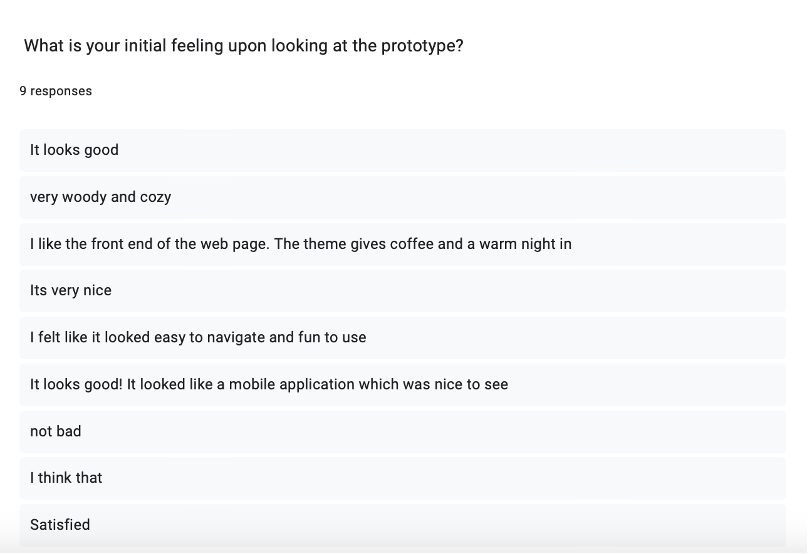 What is your initial feeling upon looking at the prototype?
9 responses
It looks good
very woody and cozy
I like the front end of the web page. The theme gives coffee and a warm night in
Its very nice
I felt like it looked easy to navigate and fun to use
It looks good! It looked like a mobile application which was nice to see
not bad
I think that
Satisfied